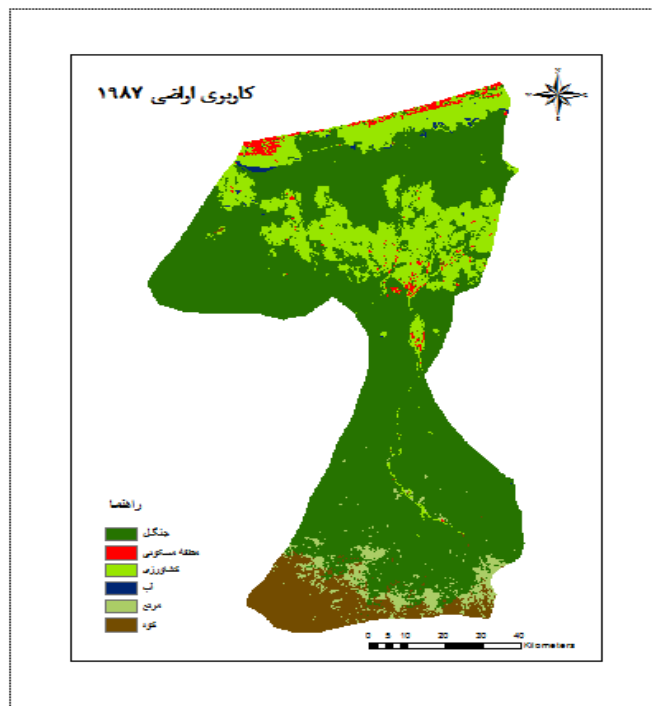 کاربری اراضی ۱۹۸۷
راهنما
جنگل
منطقه مسکونی
کشاورزی
آب
مرتع
کوه
0 5 10 20 30 40
Kilometers